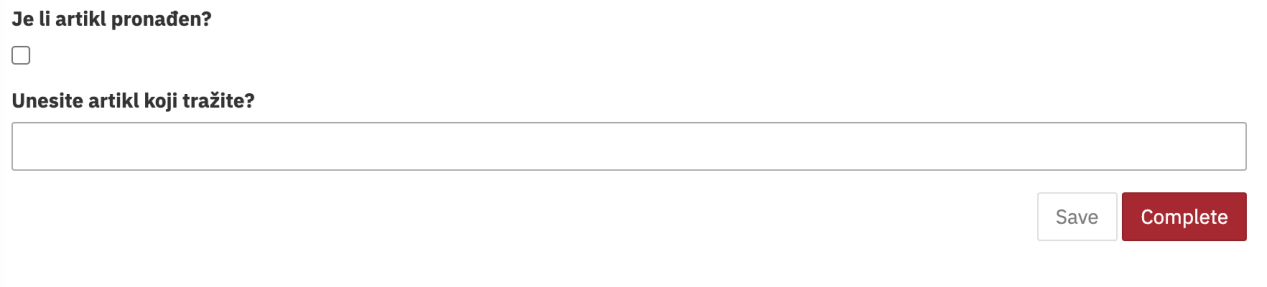 Je li artikl pronađen?
Unesite artikl koji tražite?
Save Complete